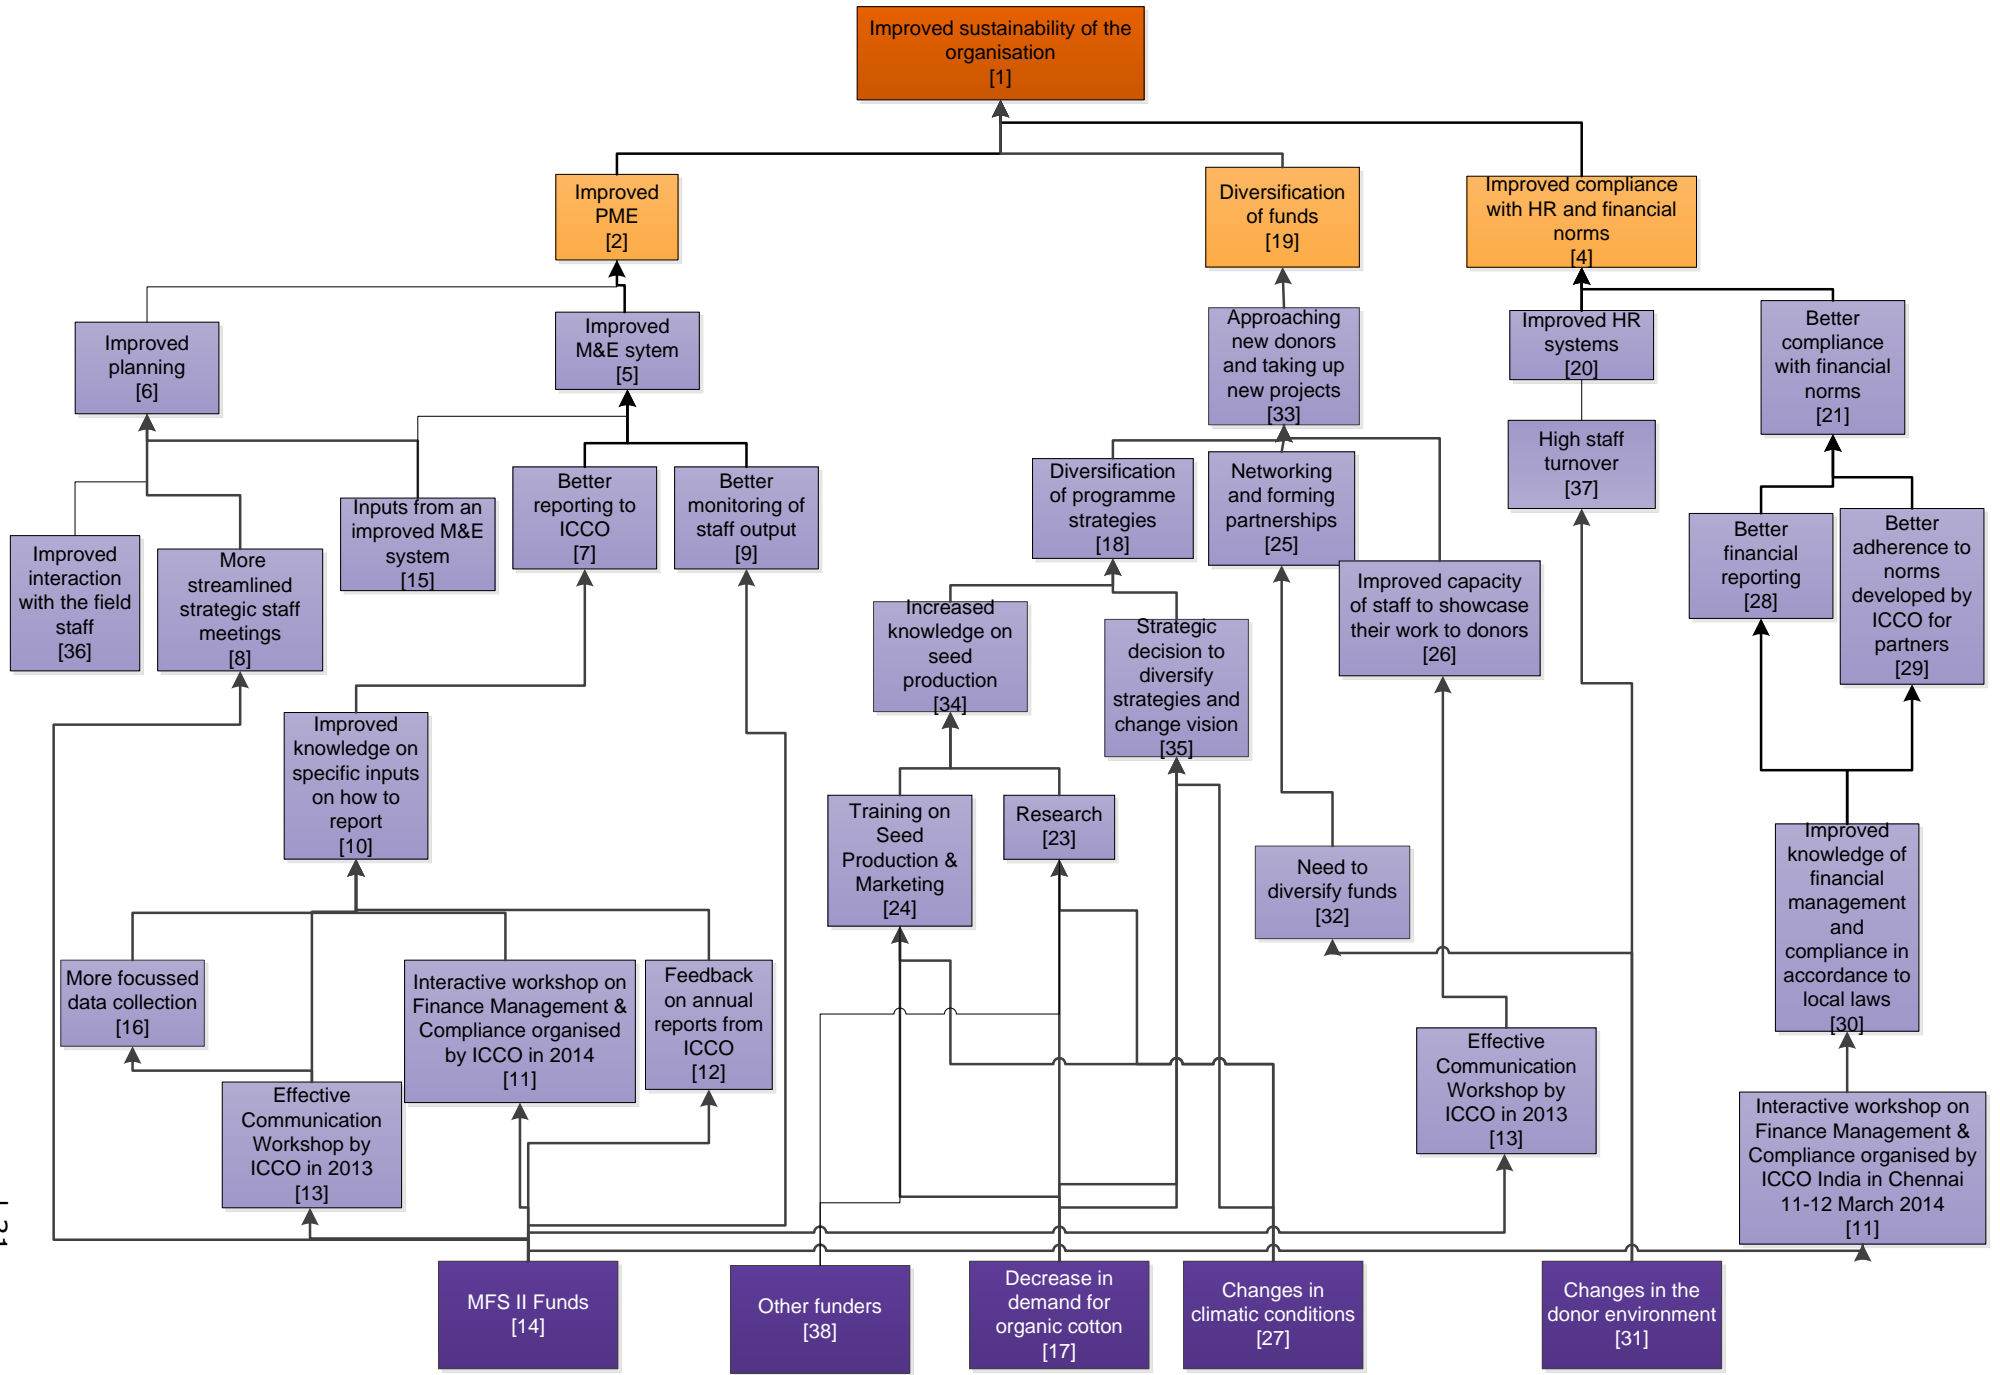 Improved sustainability of the
organisation
[1]
Improved
PME
[2]
Diversification
of funds
[19]
Improved compliance
with HR and financial
norms
[4]
Improved
planning
[6]
Improved
M&E sytem
[5]
Approaching
new donors
and taking up
new projects
[33]
Improved HR
systems
[20]
Better
compliance
with financial
norms
[21]
Improved
interaction
with the field
staff
[36]
More
streamlined
strategic staff
meetings
[8]
Inputs from an
improved M&E
system
[15]
Better
reporting to
ICCO
[7]
Better
monitoring of
staff output
[9]
Diversification
of programme
strategies
[18]
Networking
and forming
partnerships
[25]
Improved capacity
of staff to showcase
their work to donors
[26]
High staff
turnover
[37]
Better
financial
reporting
[28]
Better
adherence to
norms
developed by
ICCO for
partners
[29]
Improved
knowledge on
specific inputs
on how to
report
[10]
Increased
knowledge on
seed
production
[34]
Strategic
decision to
diversify
strategies and
change vision
[35]
Training on
Seed
Production &
Marketing
[24]
Research
[23]
Need to
diversify funds
[32]
Improved
knowledge of
financial
management
and
compliance in
accordance to
local laws
[30]
More focussed
data collection
[16]
Effective
Communication
Workshop by
ICCO in 2013
[13]
Interactive workshop on
Finance Management &
Compliance organised
by ICCO in 2014
[11]
Feedback
on annual
reports from
ICCO
[12]
Effective
Communication
Workshop by
ICCO in 2013
[13]
Interactive workshop on
Finance Management &
Compliance organised by
ICCO India in Chennai
11-12 March 2014
[11]
MFS II Funds
[14]
Other funders
[38]
Decrease in
demand for
organic cotton
[17]
Changes in
climatic conditions
[27]
Changes in the
donor environment
[31]